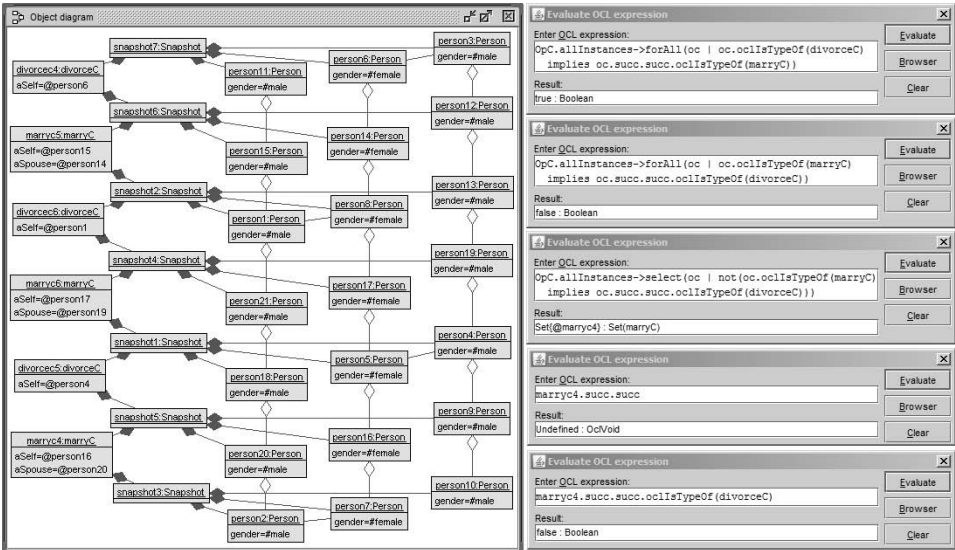 Object diagram
snapshot7:Snapshot
person3:Person
gender=#male
person6:Person
gender=#female
person11:Person
gender=#male
divorcec4:divorceC
aSelf=@person6
snapshot6:Snapshot
person12:Person
gender=#male
marryc5:marryC
aSelf=@person15
aSpouse=@person14
person14:Person
gender=#female
person15:Person
gender=#male
snapshot2:Snapshot
person13:Person
gender=#male
divorcec6:divorceC
aSelf=@person1
person8:Person
gender=#female
person1:Person
gender=#male
snapshot4:Snapshot
person19:Person
gender=#male
marryc6:marryC
aSelf=@person17
aSpouse=@person19
person17:Person
gender=#female
person21:Person
gender=#male
snapshot1:Snapshot
person4:Person
gender=#male
divorcec5:divorceC
aSelf=@person4
person5:Person
gender=#female
person18:Person
gender=#male
snapshot5:Snapshot
person9:Person
gender=#male
marryc4:marryC
aSelf=@person16
aSpouse=@person20
person16:Person
gender=#female
person20:Person
gender=#male
snapshot3:Snapshot
person10:Person
gender=#male
person7:Person
gender=#female
person2:Person
gender=#male
Evaluate OCL expression
Enter OCL expression:
OpC.allInstances->forAll(oc | oc.oclIsTypeOf(divorceC)
implies oc.succ.succ.oclIsTypeOf(marryC))
Result:
true : Boolean
Evaluate
Browser
Clear
Evaluate OCL expression
Enter OCL expression:
OpC.allInstances->forAll(oc | oc.oclIsTypeOf(marryC)
implies oc.succ.succ.oclIsTypeOf(divorceC))
Result:
false : Boolean
Evaluate
Browser
Clear
Evaluate OCL expression
Enter OCL expression:
OpC.allInstances->select(oc | not(oc.oclIsTypeOf(marryC)
implies oc.succ.succ.oclIsTypeOf(divorceC)))
Result:
Set{@marryc4} : Set(marryC)
Evaluate
Browser
Clear
Evaluate OCL expression
Enter OCL expression:
marryc4.succ.succ
Result:
Undefined : OclVoid
Evaluate
Browser
Clear
Evaluate OCL expression
Enter OCL expression:
marryc4.succ.succ.oclIsTypeOf(divorceC)
Result:
false : Boolean
Evaluate
Browser
Clear